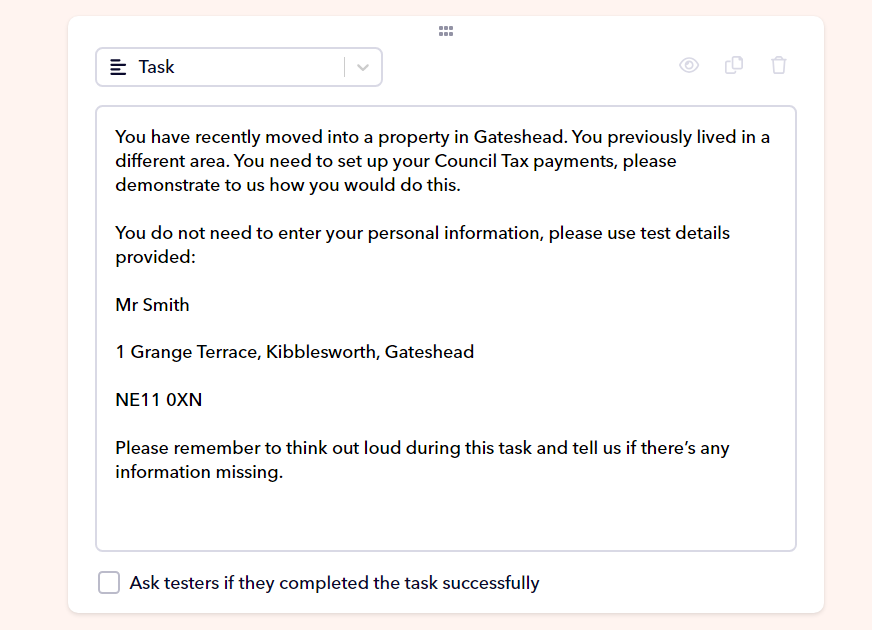 Task
You have recently moved into a property in Gateshead. You previously lived in a
different area. You need to set up your Council Tax payments, please
demonstrate to us how you would do this.
You do not need to enter your personal information, please use test details
provided:
Mr Smith
1 Grange Terrace, Kibblesworth, Gateshead
NE11 0XN
Please remember to think out loud during this task and tell us if there’s any
information missing.
Ask testers if they completed the task successfully